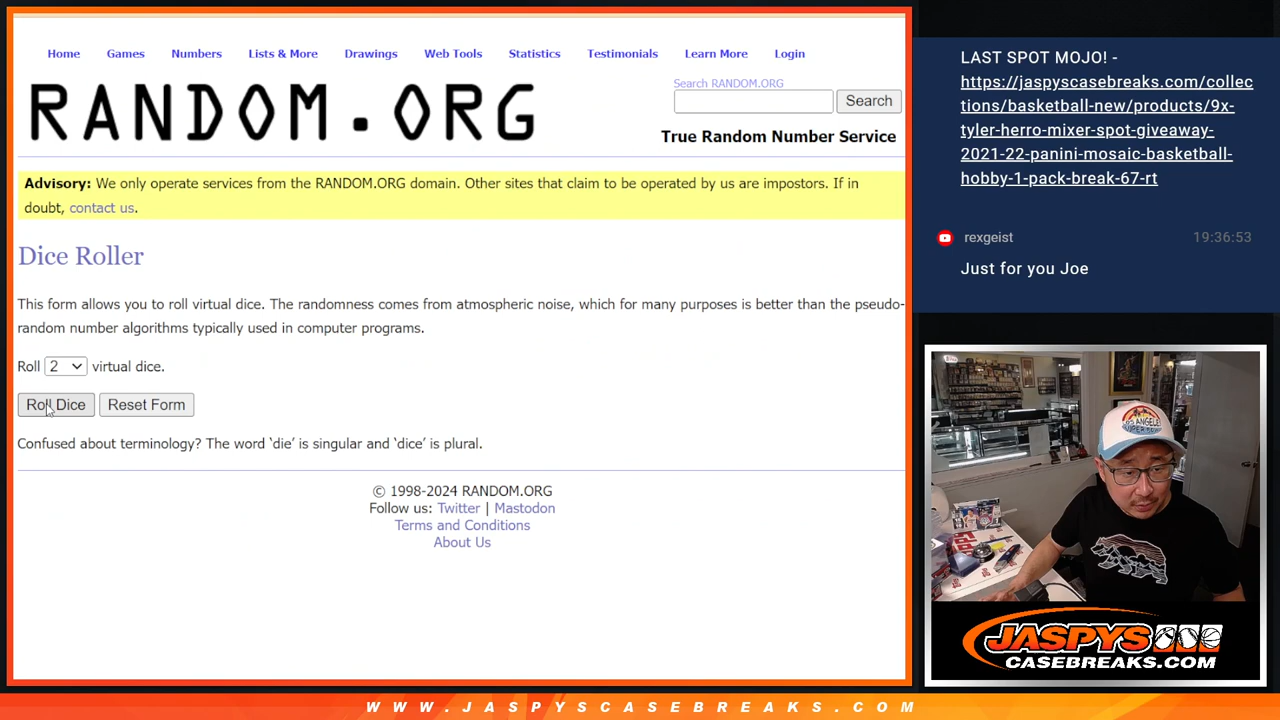 Home Games Numbers Lists & More Drawings Web Tools Statistics Testimonials Learn More Login
RANDOM.ORG
Search RANDOM.ORG
Search
True Random Number Service
Advisory: We only operate services from the RANDOM.ORG domain. Other sites that claim to be operated by us are impostors. If in
doubt, contact us.
Dice Roller
This form allows you to roll virtual dice. The randomness comes from atmospheric noise, which for many purposes is better than the pseudo-
random number algorithms typically used in computer programs.
Roll 2 virtual dice.
Roll Dice Reset Form
Confused about terminology? The word ‘die’ is singular and ‘dice’ is plural.
© 1998-2024 RANDOM.ORG
Follow us: Twitter | Mastodon
Terms and Conditions
About Us
LAST SPOT MOJO! -
https://jaspyscasebreaks.com/collec
tions/basketball-new/products/9x-
tyler-herro-mixer-spot-giveaway-
2021-22-panini-mosaic-basketball-
hobby-1-pack-break-67-rt
rexgeist 19:36:53
Just for you Joe
JASPYS
CASEBREAKS.COM
WWW.JASPYSCASEBREAKS.COM